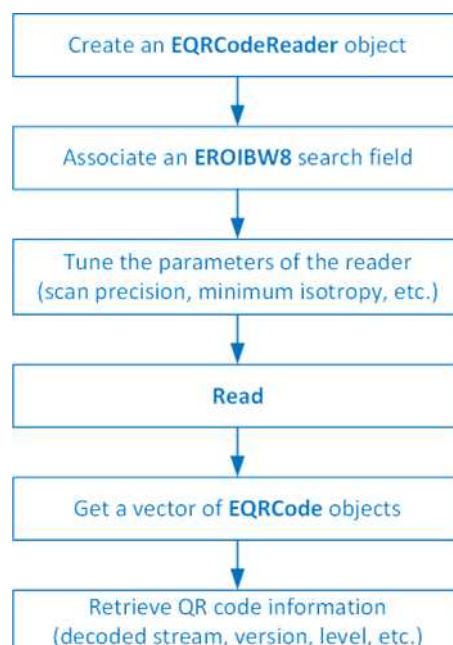 Create an EQRCodeReader object
Associate an EROIBW8 search field
Tune the parameters of the reader
(scan precision, minimum isotropy, etc.)
Read
Get a vector of EQRCode objects
Retrieve QR code information
(decoded stream, version, level, etc.)